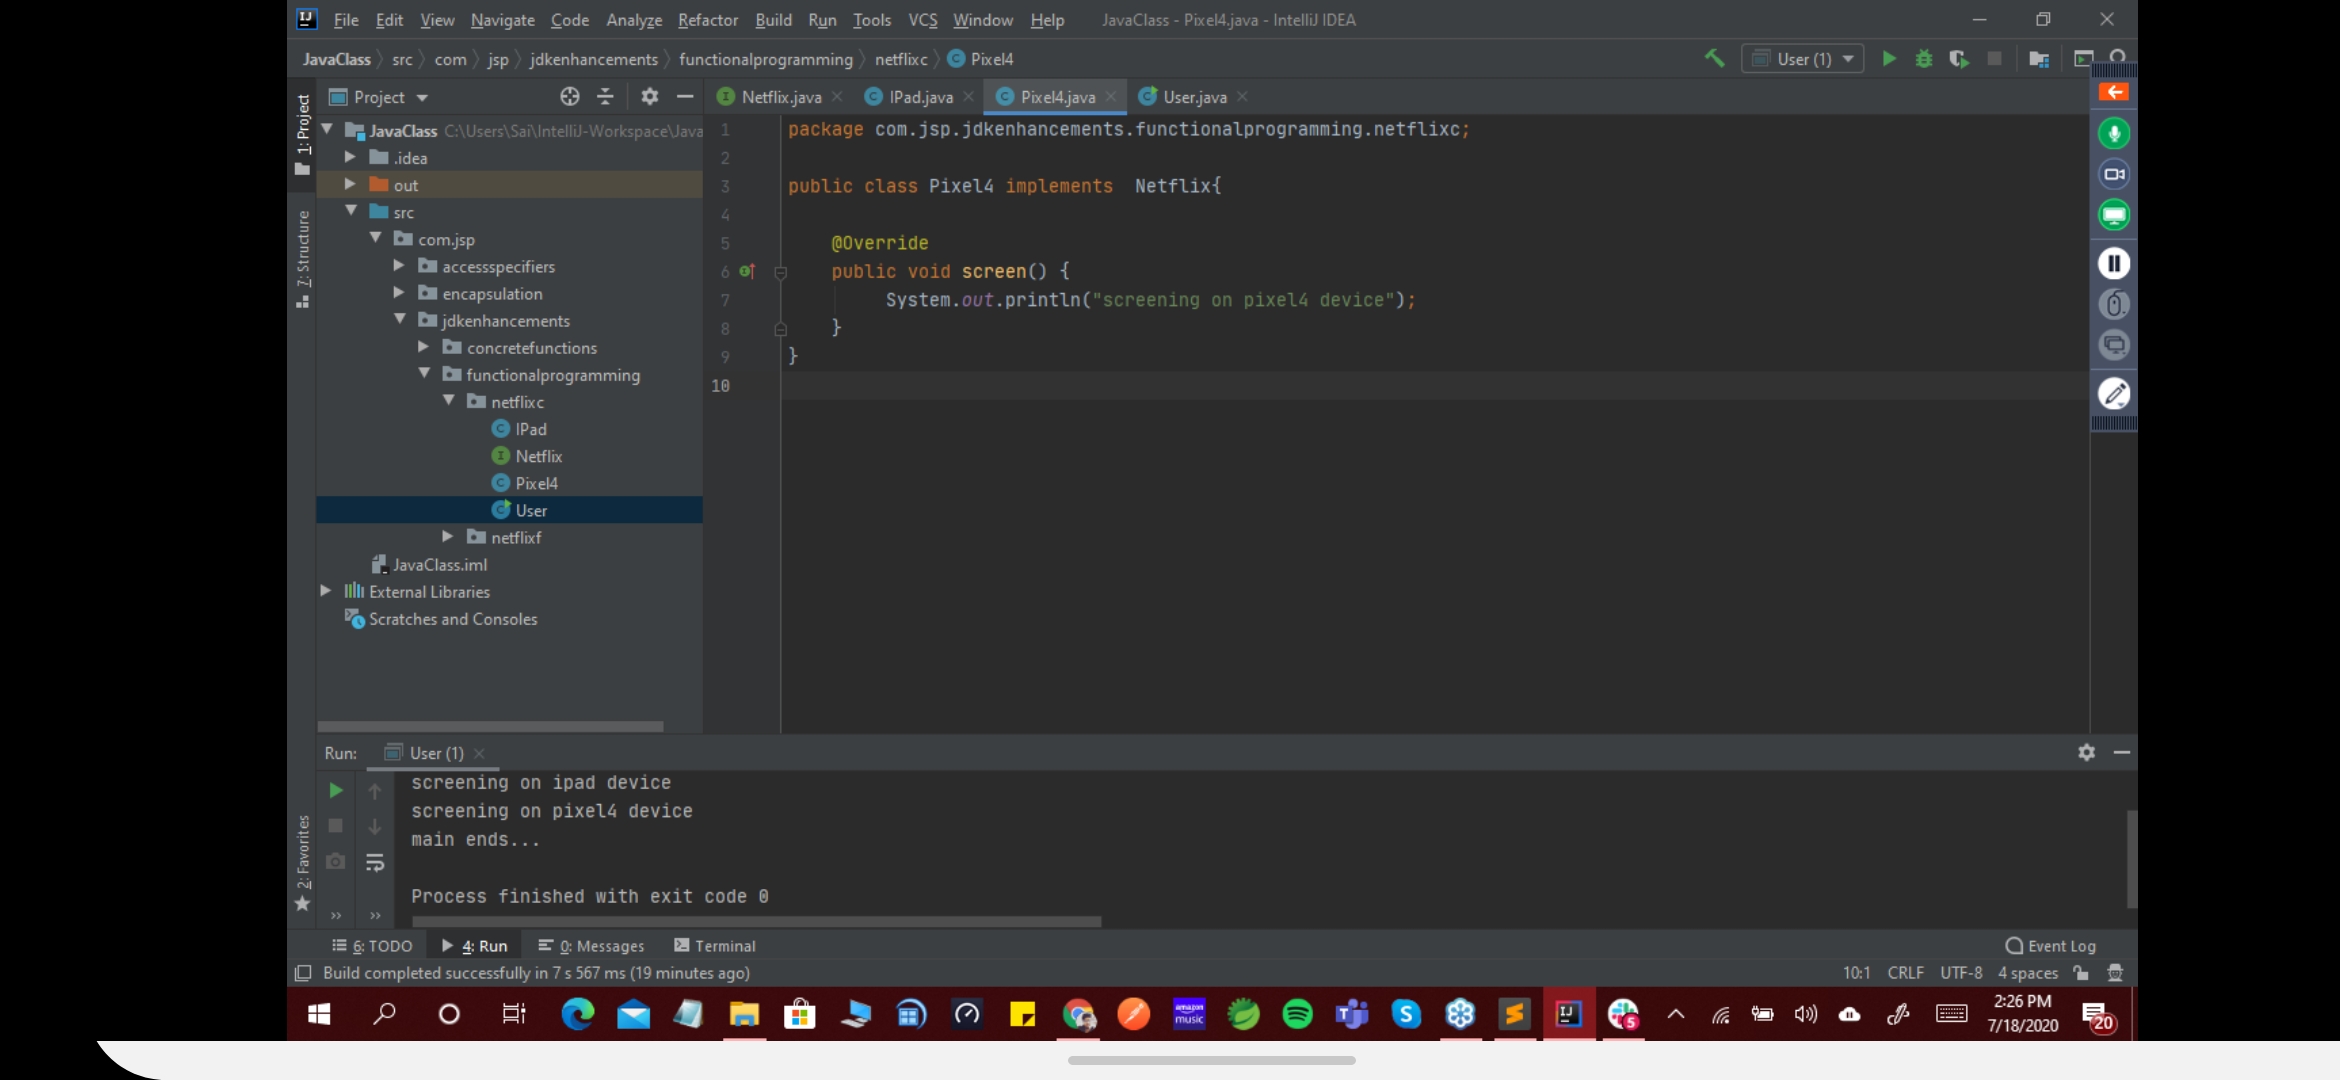 File Edit View Navigate Code Analyze Refactor Build Run Tools VCS Window Help JavaClass - Pixel4.java - IntelliJ IDEA
JavaClass src com jsp jdkenhancements functionalprogramming netflixc Pixel4 User (1)
1: Project
7: Structure
2: Favorites
Project
JavaClass C:\Users\Sai\IntelliJ-Workspace\Java
.idea
out
src
com.jsp
accessspecifiers
encapsulation
jdkenhancements
concretefunctions
functionalprogramming
netflixc
IPad
Netflix
Pixel4
User
netflixf
JavaClass.iml
External Libraries
Scratches and Consoles
Netflix.java IPad.java Pixel4.java User.java
1 package com.jsp.jdkenhancements.functionalprogramming.netflixc;
2
3 public class Pixel4 implements  Netflix{
4
5 @Override
6 public void screen() {
7 System.out.println("screening on pixel4 device");
8 }
9 }
10
Run: User (1)
screening on ipad device
screening on pixel4 device
main ends...
Process finished with exit code 0
6: TODO 4: Run 0: Messages Terminal Event Log
Build completed successfully in 7 s 567 ms (19 minutes ago) 10:1 CRLF UTF-8 4 spaces
amazon
music
5
2:26 PM
7/18/2020
20